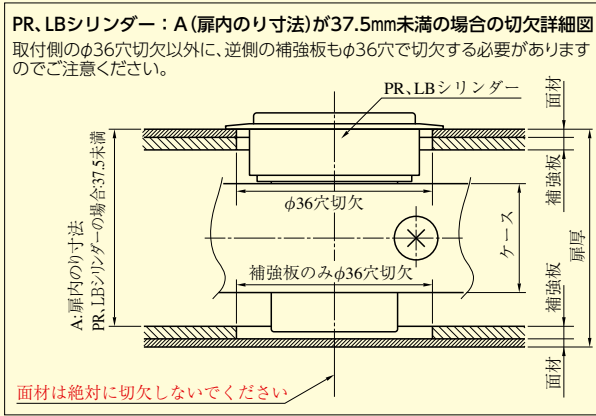 PR、LBシリンダー：A(扉内のり寸法)が37.5mm未満の場合の切欠詳細図
取付側のφ36穴切欠以外に、逆側の補強板もφ36穴で切欠する必要があります
のでご注意ください。
PR、LBシリンダー
面材
補強板
φ36穴切欠
A:扉内のり寸法
PR、LBシリンダーの場合:37.5未満
ケース
扉厚
補強板のみφ36穴切欠
補強板
面材
面材は絶対に切欠しないでください